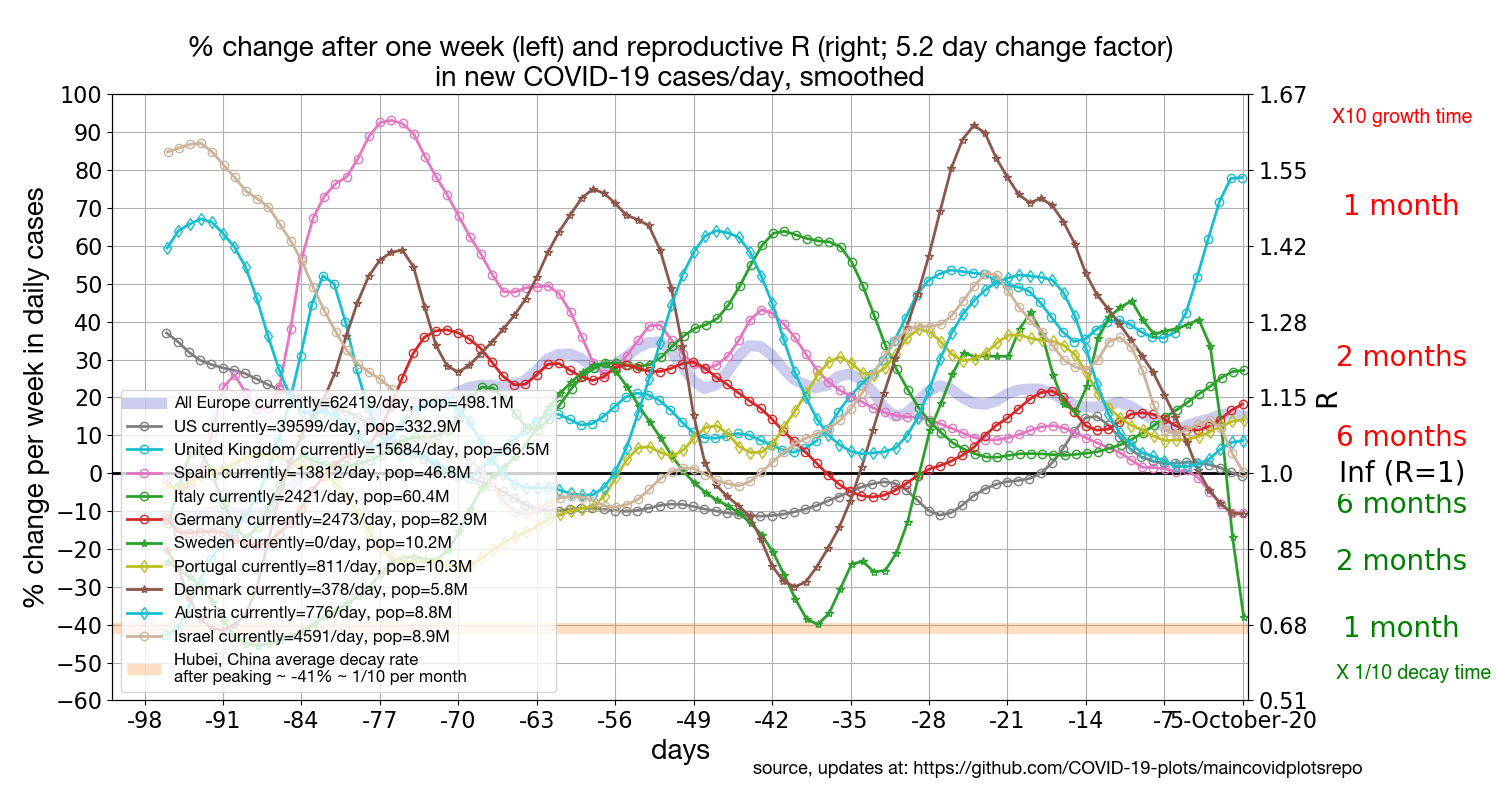 % change after one week (left) and reproductive R (right; 5.2 day change factor)
in new COVID-19 cases/day, smoothed
100
90
80
70
60
50
40
30
20
10
0
−10
−20
−30
−40
−50
−60
% change per week in daily cases
All Europe currently=62419/day, pop=498.1M
US currently=39599/day, pop=332.9M
United Kingdom currently=15684/day, pop=66.5M
Spain currently=13812/day, pop=46.8M
Italy currently=2421/day, pop=60.4M
Germany currently=2473/day, pop=82.9M
Sweden currently=0/day, pop=10.2M
Portugal currently=811/day, pop=10.3M
Denmark currently=378/day, pop=5.8M
Austria currently=776/day, pop=8.8M
Israel currently=4591/day, pop=8.9M
Hubei, China average decay rate
after peaking ~ -41% ~ 1/10 per month
1.67
1.55
1.42
1.28
1.15
1.0
0.85
0.68
0.51
R
X10 growth time
1 month
2 months
6 months
Inf (R=1)
6 months
2 months
1 month
X 1/10 decay time
-98
-91
-84
-77
-70
-63
-56
-49
-42
-35
-28
-21
-14
-7
5-October-20
days
source, updates at: https://github.com/COVID-19-plots/maincovidplotsrepo